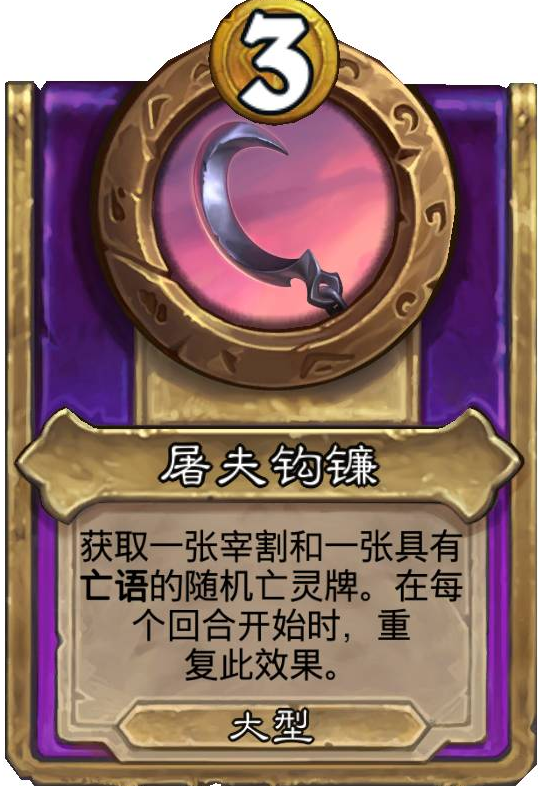 3
屠夫钩镰
获取一张宰割和一张具有
亡语的随机亡灵牌。在每
个回合开始时，重
复此效果。
大型